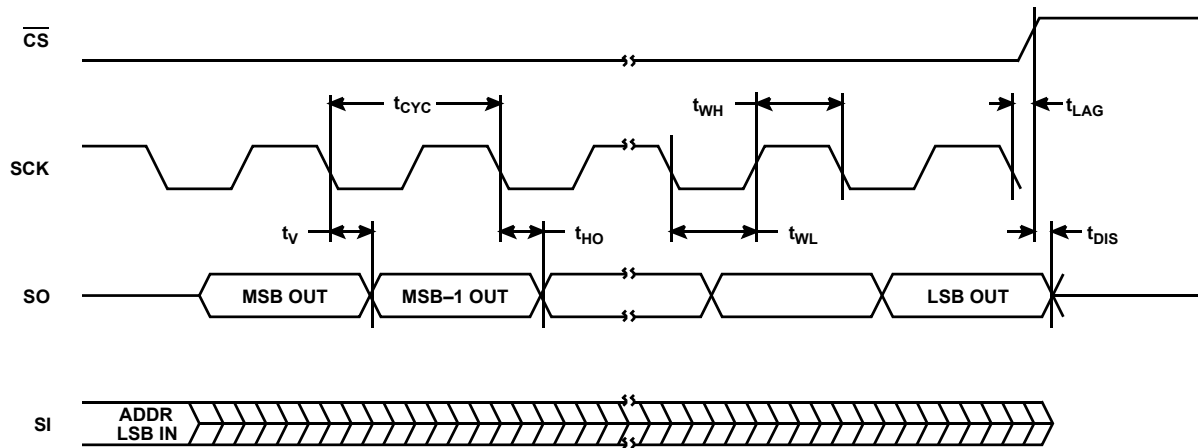 CS
tCYC
tWH
tLAG
SCK
tV
tHO
tWL
tDIS
SO
MSB OUT
MSB–1 OUT
LSB OUT
SI
ADDR
LSB IN